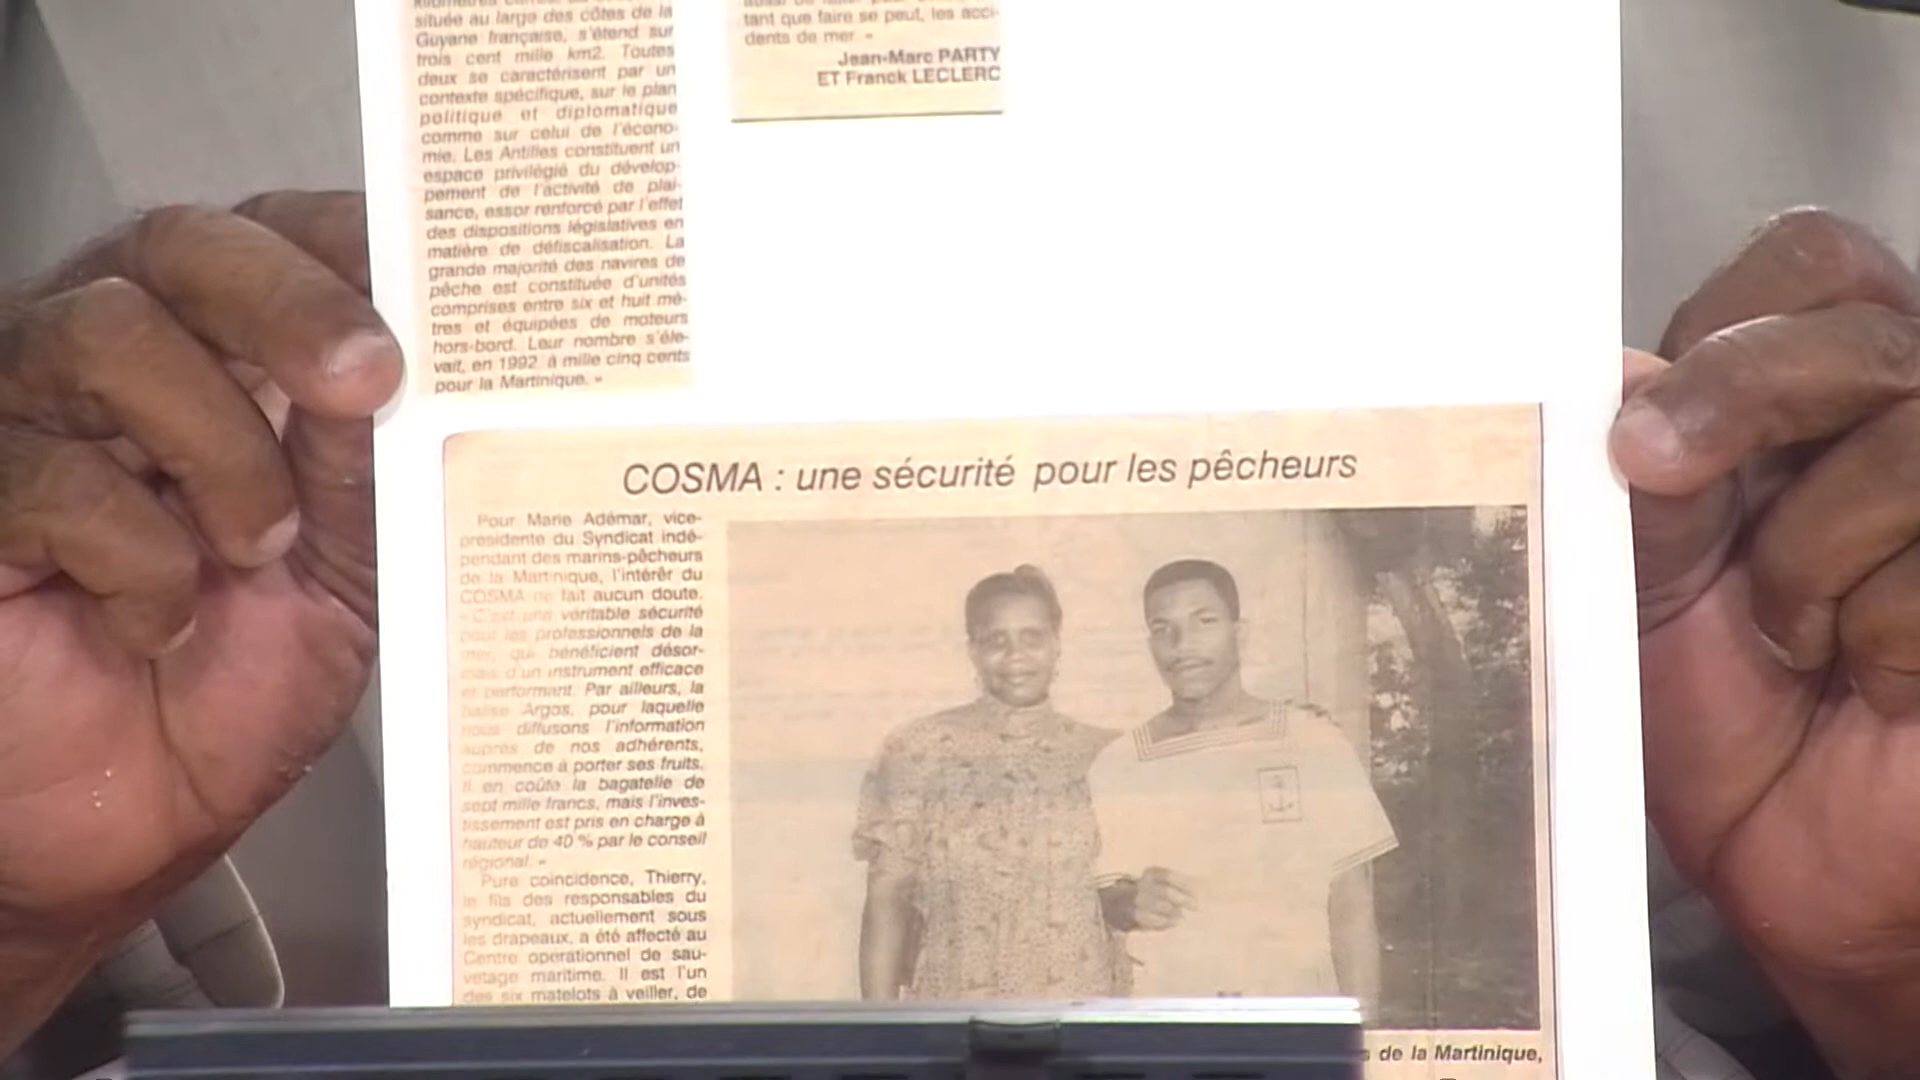 située au large des côtes de la
Guyane française, s'étend sur
trois cent mille km2. Toutes
deux se caractérisent par un
contexte spécifique, sur le plan
politique et diplomatique
comme sur celui de l'écono-
mie. Les Antilles constituent un
espace privilégié du dévelop-
pement de l'activité de plai-
sance, essor renforcé par l'effet
des dispositions législatives en
matière de défiscalisation. La
grande majorité des navires de
pêche est constituée d'unités
comprises entre six et huit mè-
tres et équipées de moteurs
hors-bord. Leur nombre s'éle-
vait, en 1992 à mille cinq cents
pour la Martinique. »
tant que faire se peut, les acci-
dents de mer. »
Jean-Marc PARTY
ET Franck LECLERC
COSMA : une sécurité pour les pêcheurs
Pour Marie Adémar, vice-
présidente du Syndicat indé-
pendant des marins-pêcheurs
de la Martinique, l'intérêr du
COSMA ne fait aucun doute.
« C'est une véritable sécurité
pour les professionnels de la
mer, qui bénéficient désor-
mais d'un instrument efficace
et performant. Par ailleurs, la
balise Argos, pour laquelle
nous diffusons l'information
auprès de nos adhérents,
commence à porter ses fruits.
Il en coûte la bagatelle de
sept mille francs, mais l'inves-
tissement est pris en charge à
hauteur de 40 % par le conseil
régional. »
Pure coincidence, Thierry,
le fils des responsables du
syndicat, actuellement sous
les drapeaux, a été affecté au
Centre opérationnel de sau-
vetage maritime. Il est l'un
des six matelots à veiller, de
de la Martinique,